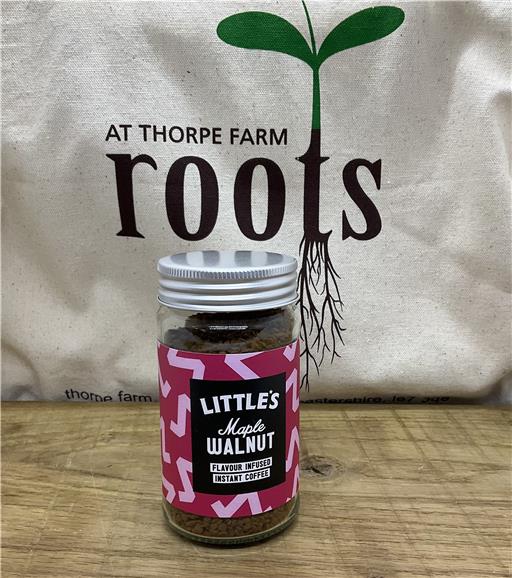 AT THORPE FARM
roots
thorpe farm
LITTLE'S
Maple
WALNUT
FLAVOUR INFUSED
INSTANT COFFEE